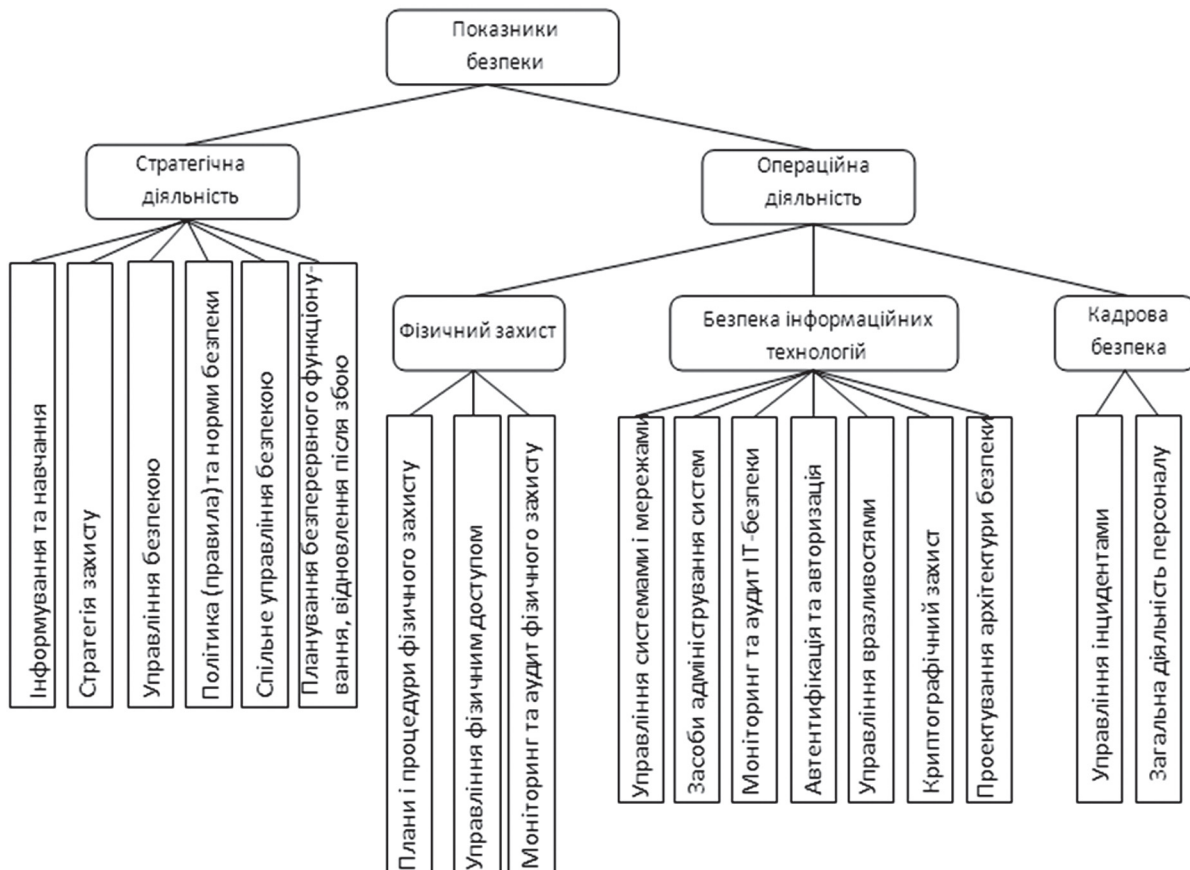 Показники
безпеки
Стратегічна
діяльність
Операційна
діяльність
Інформування та навчання
Стратегія захисту
Управління безпекою
Політика (правила) та норми безпеки
Спільне управління безпекою
Планування безперервного функціону-
вання, відновлення після збою
Фізичний захист
Безпека інформаційних
технологій
Кадрова
безпека
Плани і процедури фізичного захисту
Управління фізичним доступом
Моніторинг та аудит фізичного захисту
Управління системами і мережами
Засоби адміністрування систем
Моніторинг та аудит ІТ-безпеки
Автентифікація та авторизація
Управління вразливостями
Криптографічний захист
Проектування архітектури безпеки
Управління інцидентами
Загальна діяльність персоналу